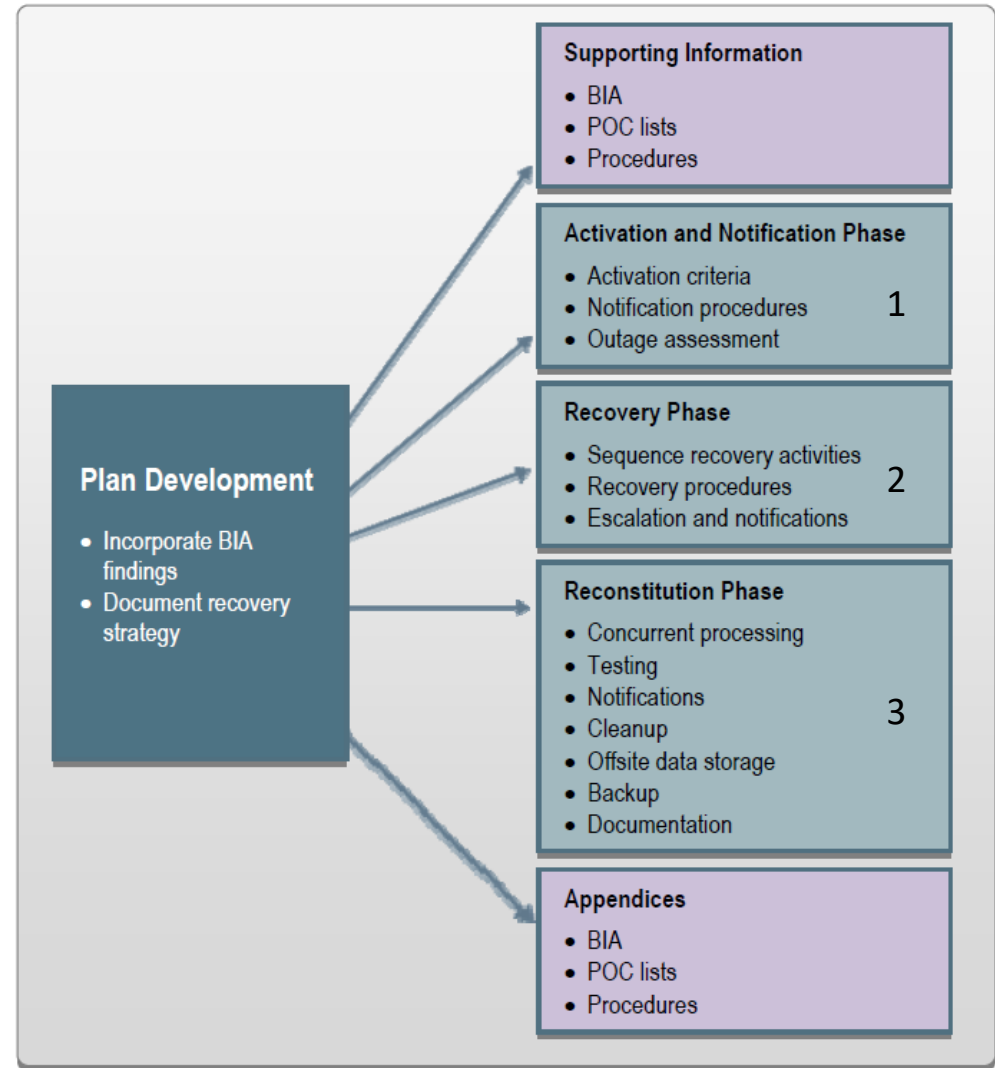 Plan Development
• Incorporate BIA
findings
• Document recovery
strategy
Supporting Information
• BIA
• POC lists
• Procedures
Activation and Notification Phase
• Activation criteria
• Notification procedures
• Outage assessment
1
Recovery Phase
• Sequence recovery activities
• Recovery procedures
• Escalation and notifications
2
Reconstitution Phase
• Concurrent processing
• Testing
• Notifications
• Cleanup
• Offsite data storage
• Backup
• Documentation
3
Appendices
• BIA
• POC lists
• Procedures